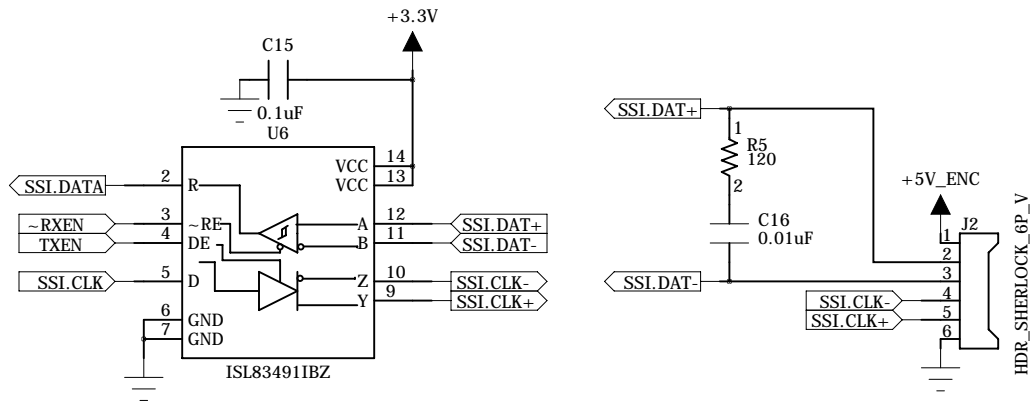 +3.3V
C15
0.1uF
U6
VCC 14
VCC 13
SSI.DATA 2 R
~RXEN 3 ~RE
TXEN 4 DE
SSI.CLK 5 D
6 GND
7 GND
A 12 SSI.DAT+
B 11 SSI.DAT-
Z 10 SSI.CLK-
Y 9 SSI.CLK+
ISL83491IBZ
SSI.DAT+
1
R5
120
2
C16
0.01uF
SSI.DAT-
+5V_ENC
J2
1
2
3
SSI.CLK- 4
SSI.CLK+ 5
6
HDR_SHERLOCK_6P_V